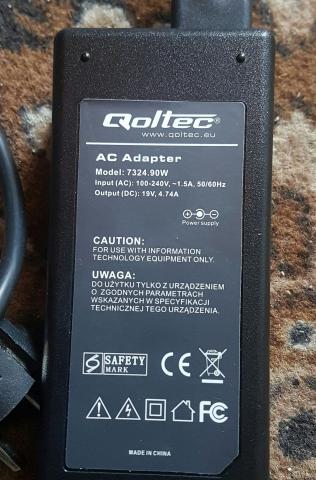 Qoltec
www.qoltec.eu
AC Adapter
Model: 7324.90W
Input (AC): 100-240V, ~1.5A, 50/60Hz
Output (DC): 19V, 4.74A
Power supply
CAUTION:
FOR USE WITH INFORMATION
TECHNOLOGY EQUIPMENT ONLY.
UWAGA:
DO UŻYTKU TYLKO Z URZĄDZENIEM
O ZGODNYCH PARAMETRACH
WSKAZANYCH W SPECYFIKACJI
TECHNICZNEJ TEGO URZĄDZENIA.
S SAFETY
MARK
CE
FC
MADE IN CHINA